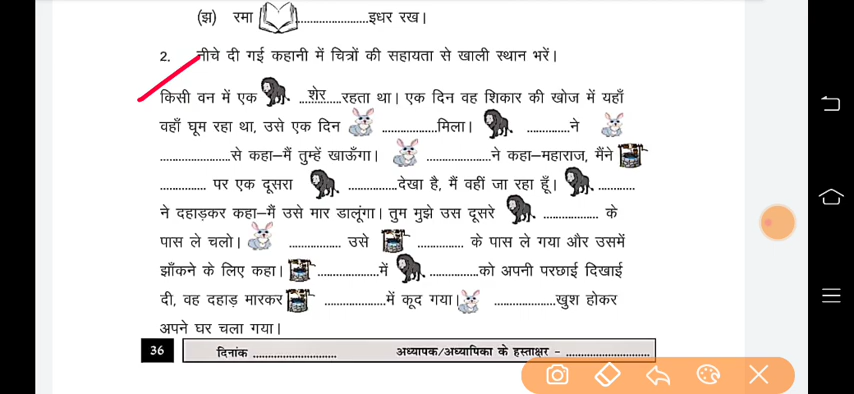 (झ) रमा ........................इधर रख।
2. नीचे दी गई कहानी में चित्रों की सहायता से खाली स्थान भरें।
किसी वन में एक ...शेर...रहता था। एक दिन वह शिकार की खोज में यहाँ
वहाँ घूम रहा था, उसे एक दिन ..................मिला। ..............ने
.......................से कहा–मैं तुम्हें खाऊँगा। .....................ने कहा–महाराज, मैंने
............... पर एक दूसरा ................देखा है, मैं वहीं जा रहा हूँ। ............
ने दहाड़कर कहा–मैं उसे मार डालूंगा। तुम मुझे उस दूसरे .................. के
पास ले चलो। ................. उसे ............... के पास ले गया और उसमें
झाँकने के लिए कहा। ....................में ................को अपनी परछाई दिखाई
दी, वह दहाड़ मारकर ....................में कूद गया। ....................खुश होकर
अपने घर चला गया।
36 दिनांक ............................ अध्यापक/अध्यापिका के हस्ताक्षर – ............................